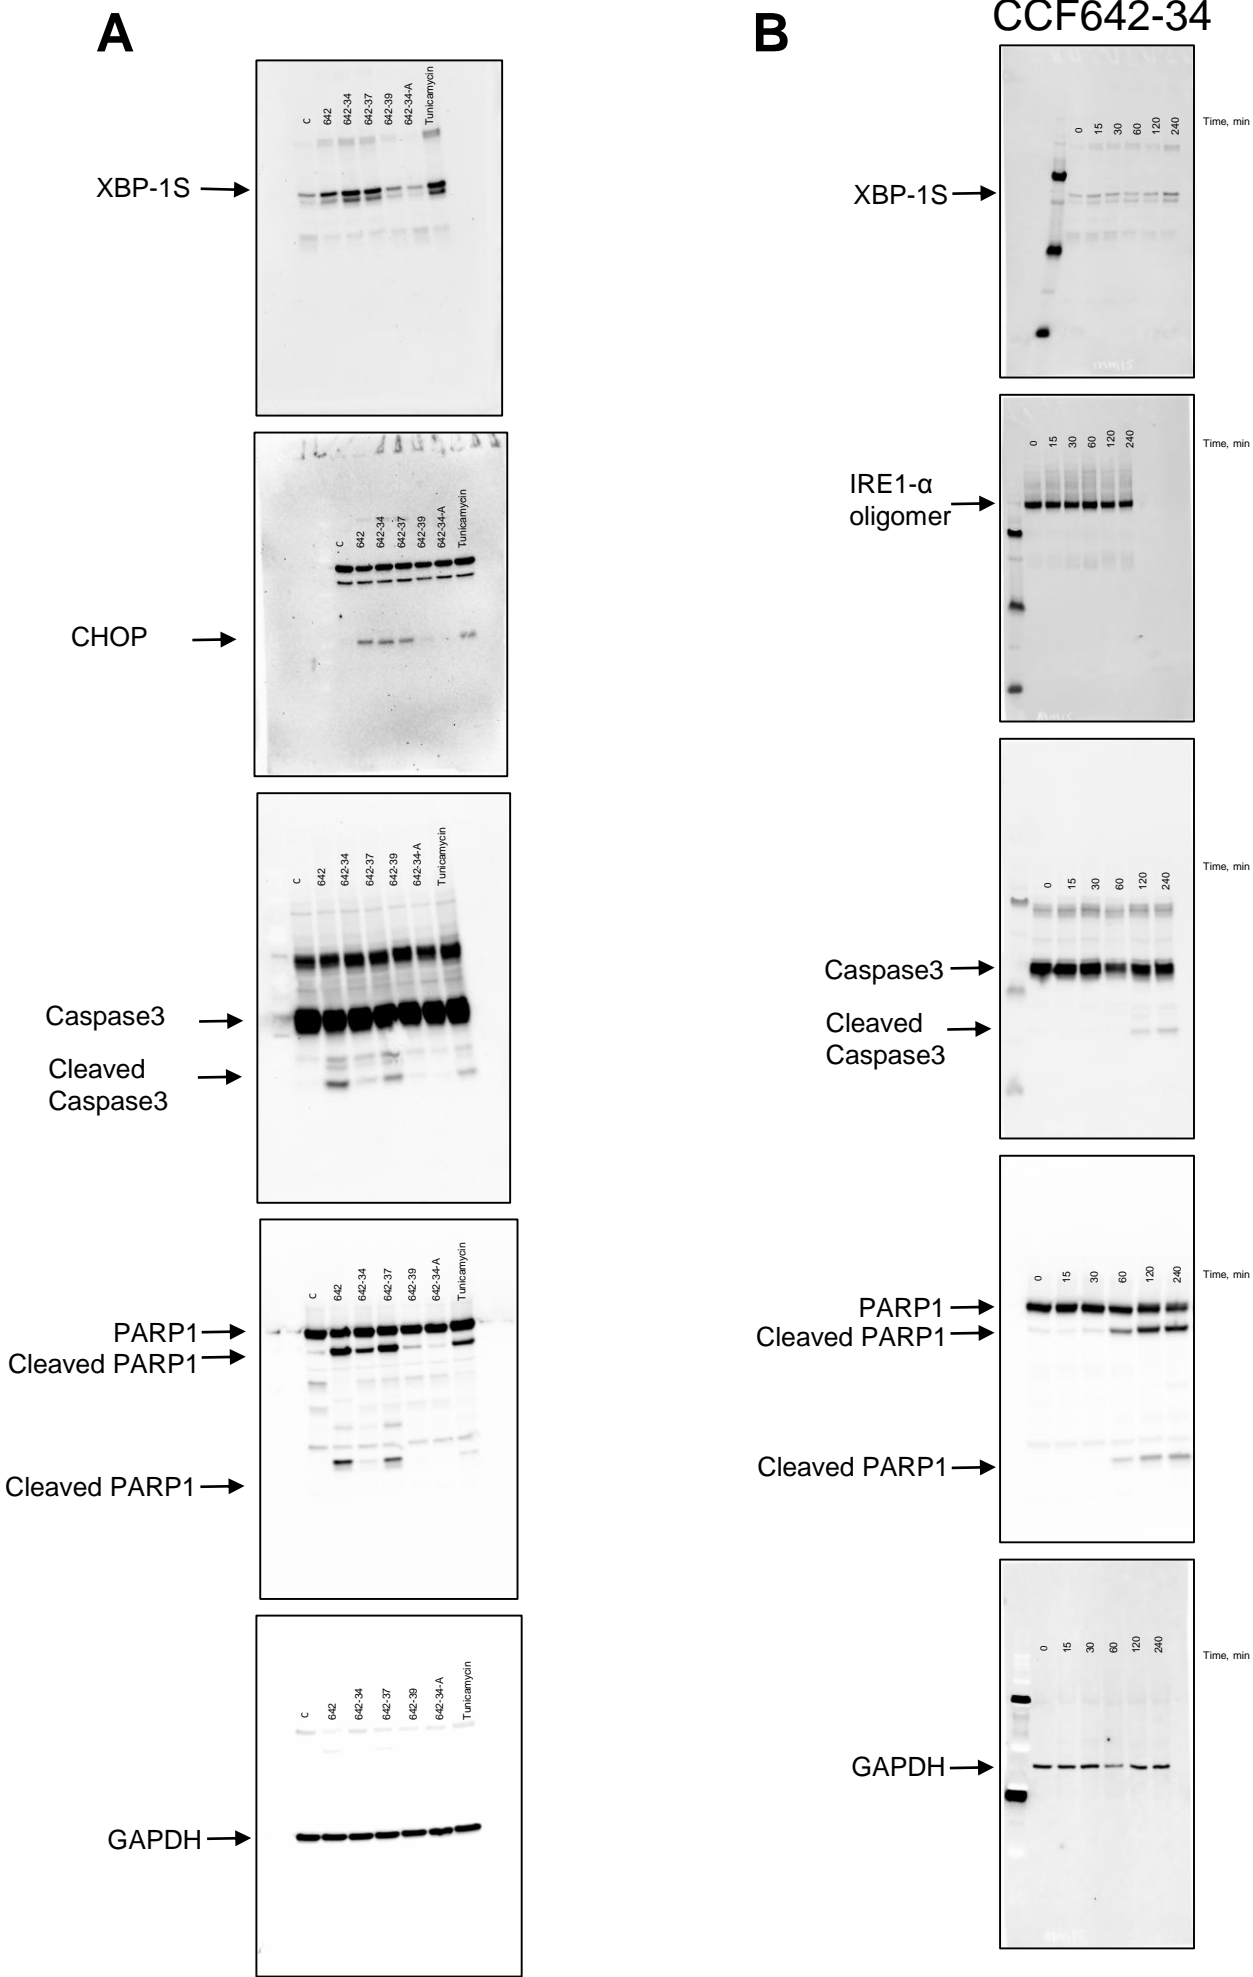 A
XBP-1S
C
642
642-34
642-37
642-39
642-34-A
Tunicamycin
CHOP
C
642
642-34
642-37
642-39
642-34-A
Tunicamycin
Caspase3
Cleaved
Caspase3
C
642
642-34
642-37
642-39
642-34-A
Tunicamycin
PARP1
Cleaved PARP1
Cleaved PARP1
C
642
642-34
642-37
642-39
642-34-A
Tunicamycin
GAPDH
C
642
642-34
642-37
642-39
642-34-A
Tunicamycin
B
CCF642-34
XBP-1S
0 15 30 60 120 240
Time, min
IRE1-α
oligomer
0 15 30 60 120 240
Time, min
Caspase3
Cleaved
Caspase3
0 15 30 60 120 240
Time, min
PARP1
Cleaved PARP1
Cleaved PARP1
0 15 30 60 120 240
Time, min
GAPDH
0 15 30 60 120 240
Time, min